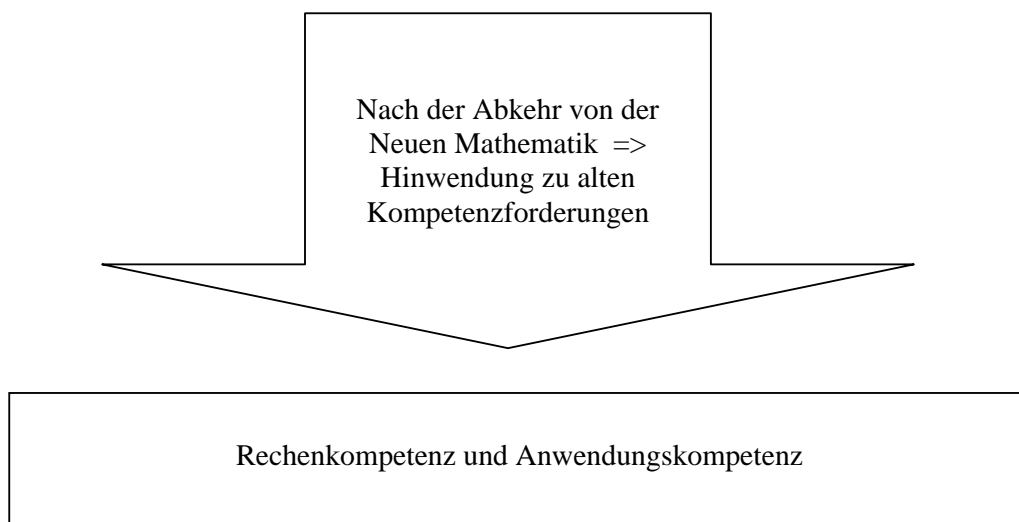 Nach der Abkehr von der
Neuen Mathematik  =>
Hinwendung zu alten
Kompetenzforderungen
Rechenkompetenz und Anwendungskompetenz